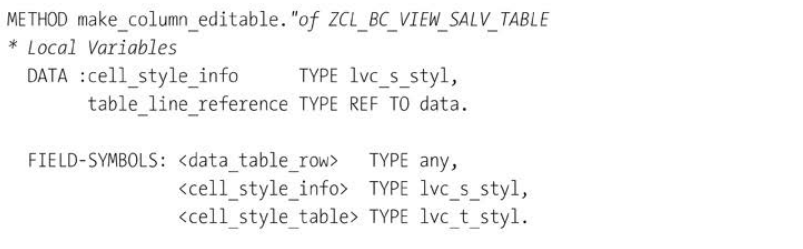 METHOD make_column_editable."of ZCL_BC_VIEW_SALV_TABLE
* Local Variables
DATA :cell_style_info TYPE lvc_s_styl,
table_line_reference TYPE REF TO data.
FIELD-SYMBOLS: <data_table_row> TYPE any,
<cell_style_info> TYPE lvc_s_styl,
<cell_style_table> TYPE lvc_t_styl.